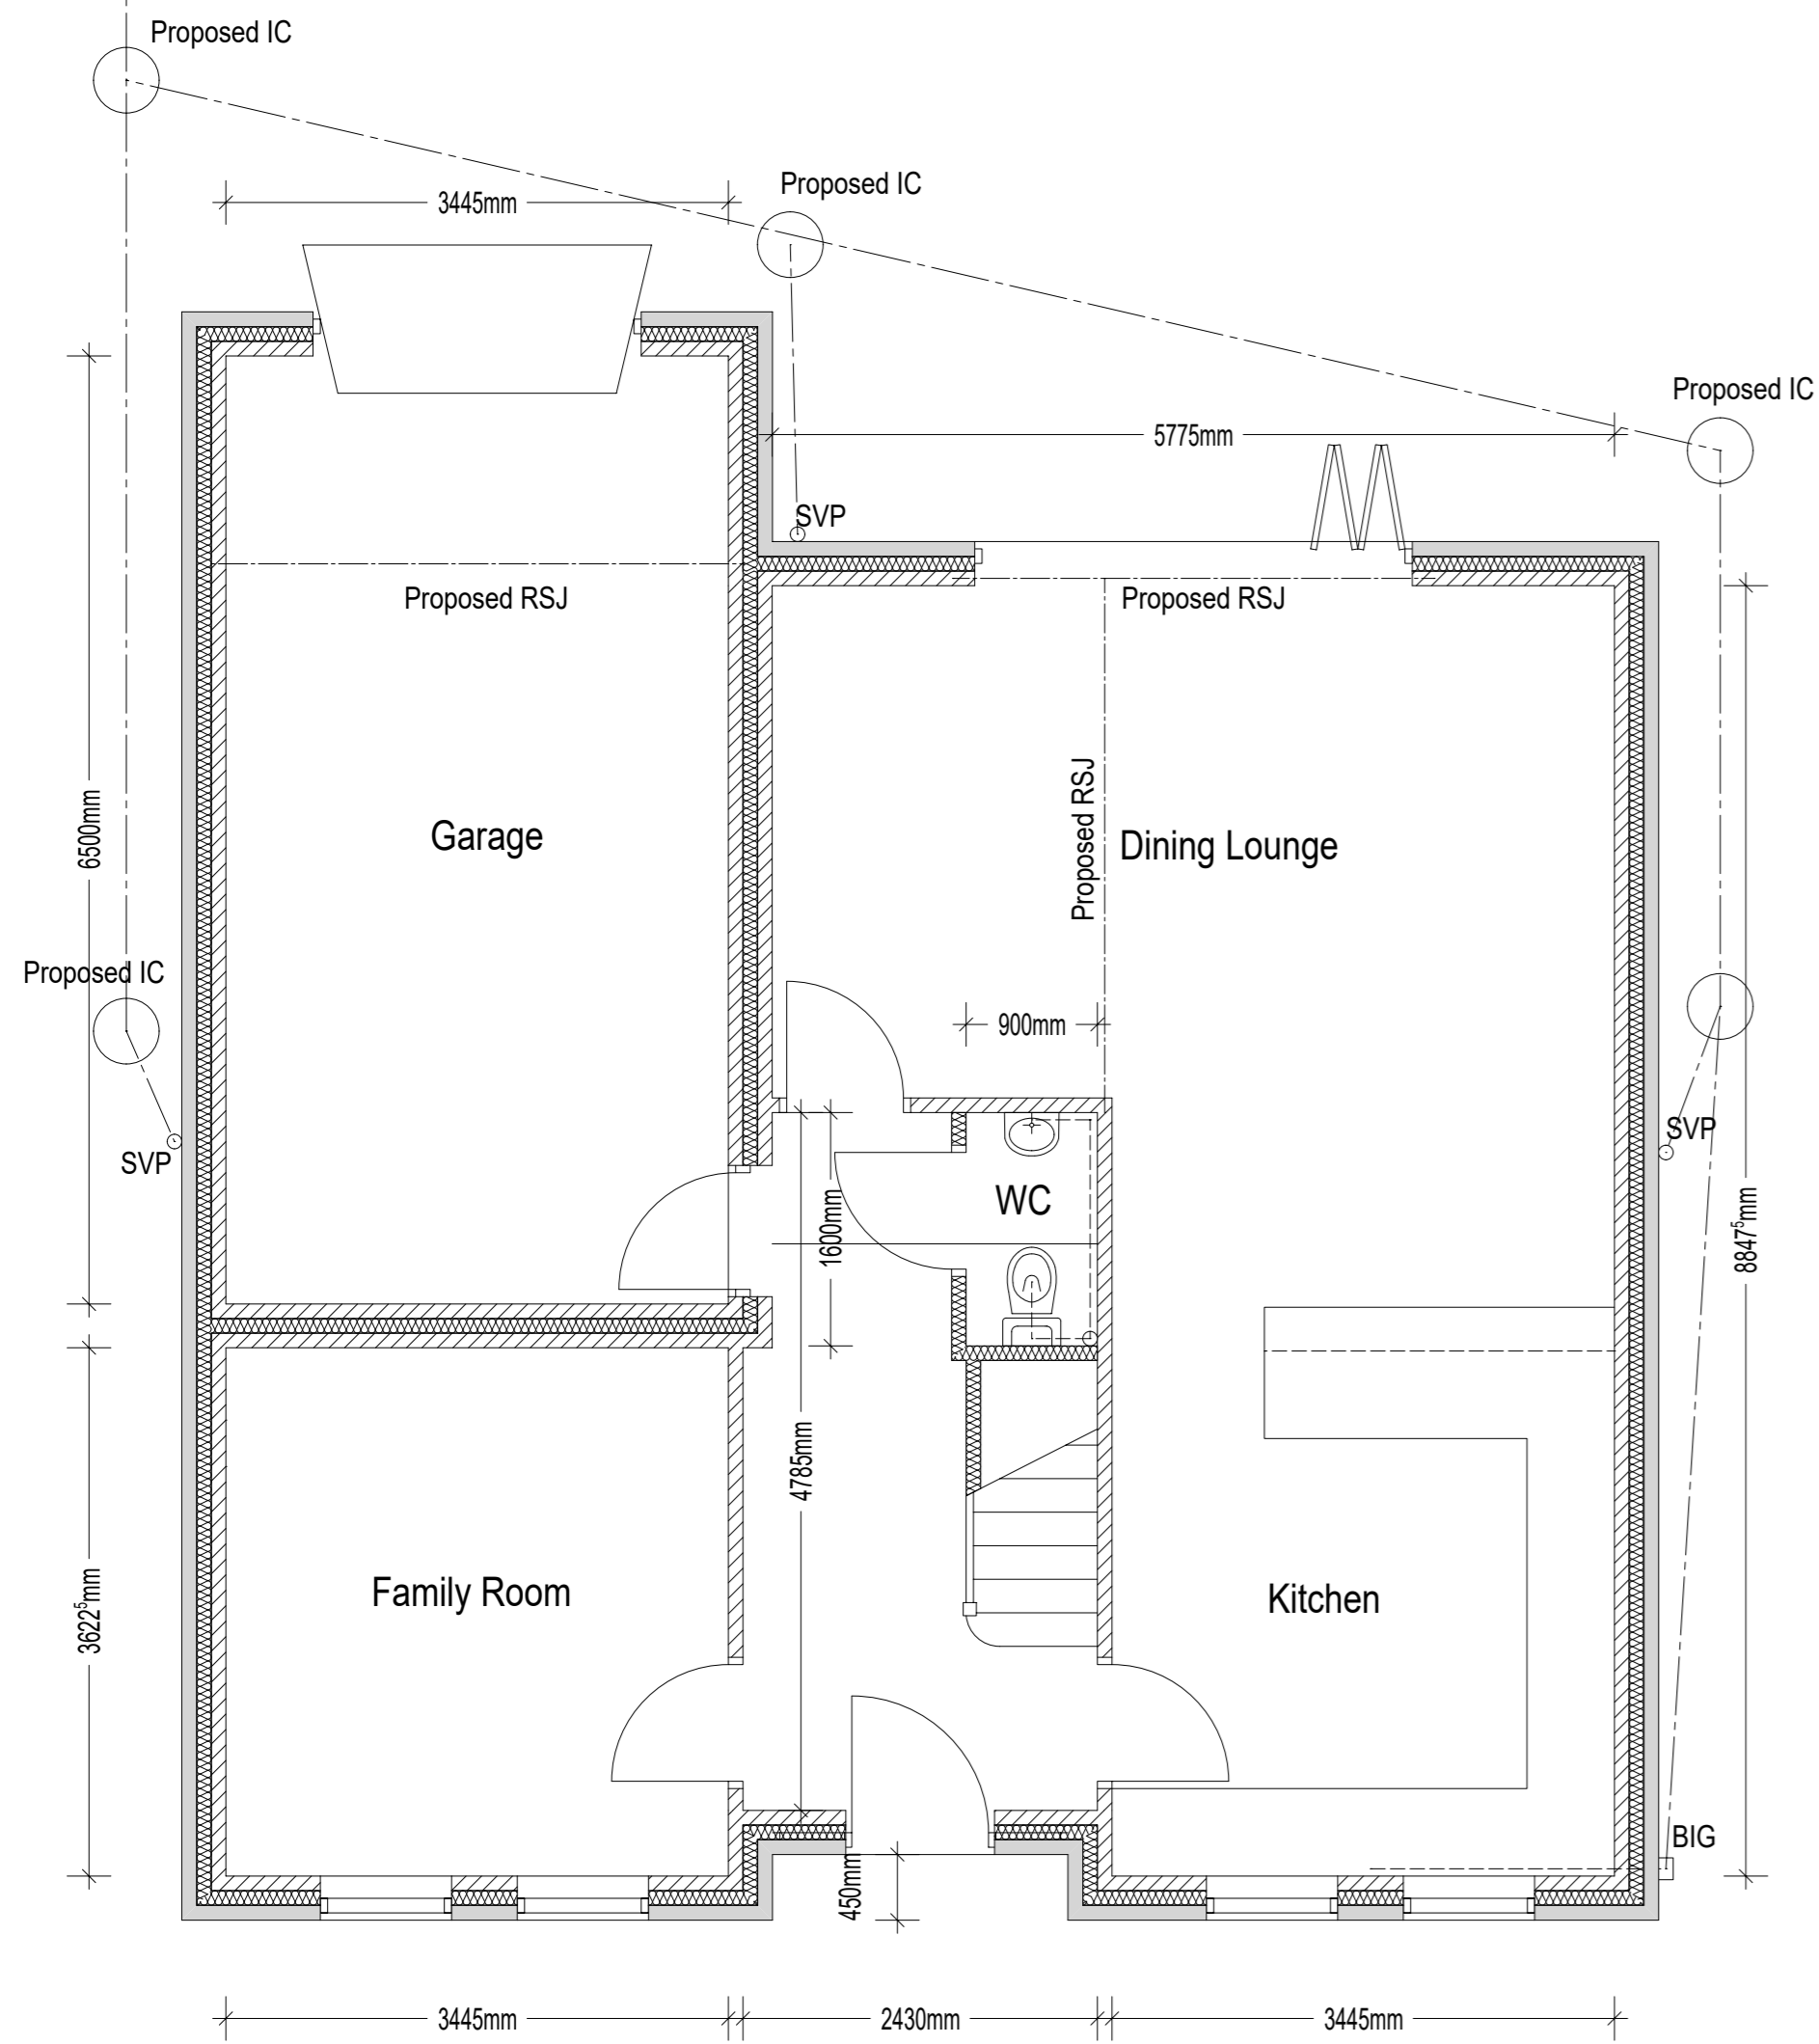 Proposed IC
Proposed IC
3445mm
Proposed IC
5775mm
SVP
Proposed RSJ
Proposed RSJ
6500mm
Garage
Proposed RSJ
Dining Lounge
Proposed IC
900mm
SVP
SVP
WC
1600mm
8847⁵mm
4785mm
3622⁵mm
Family Room
Kitchen
BIG
450mm
3445mm
2430mm
3445mm